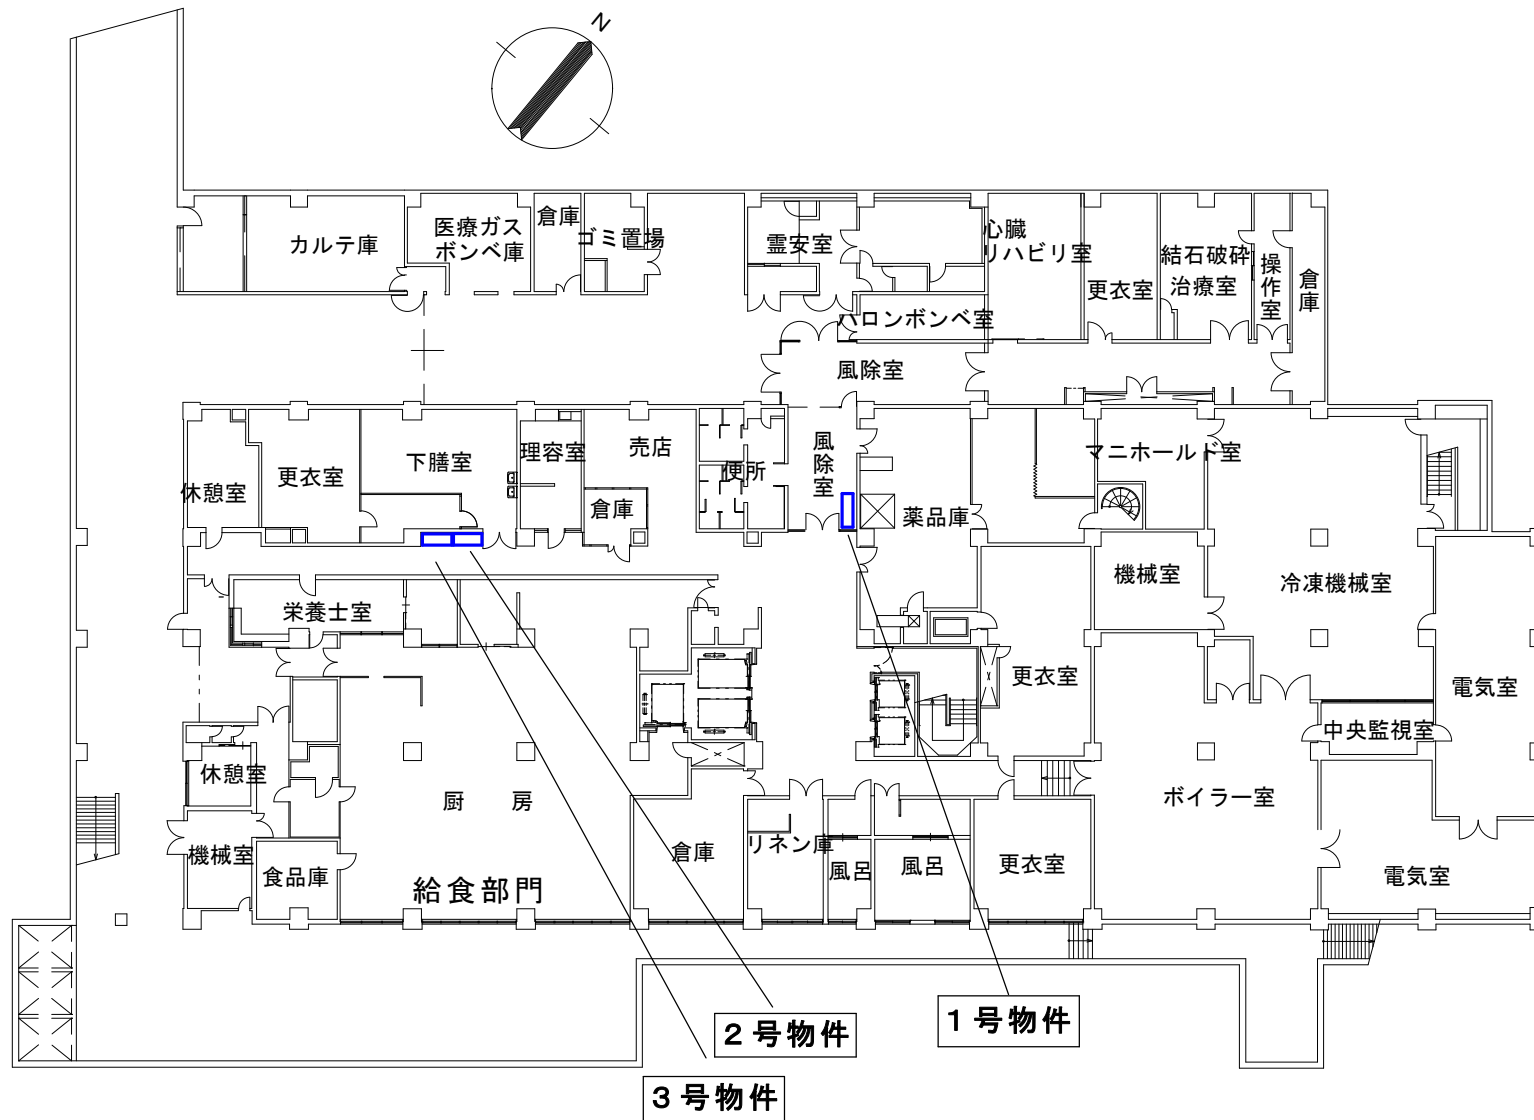 N
カルテ庫
医療ガス
ボンベ庫
倉庫
ゴミ置場
霊安室
心臓
リハビリ室
更衣室
結石破砕
治療室
操作室
倉庫
ハロンボンベ室
風除室
休憩室
更衣室
下膳室
理容室
売店
倉庫
便所
風除室
薬品庫
マニホールド室
機械室
冷凍機械室
栄養士室
更衣室
電気室
中央監視室
休憩室
厨房
ボイラー室
機械室
食品庫
給食部門
倉庫
リネン庫
風呂
風呂
更衣室
電気室
1号物件
2号物件
3号物件